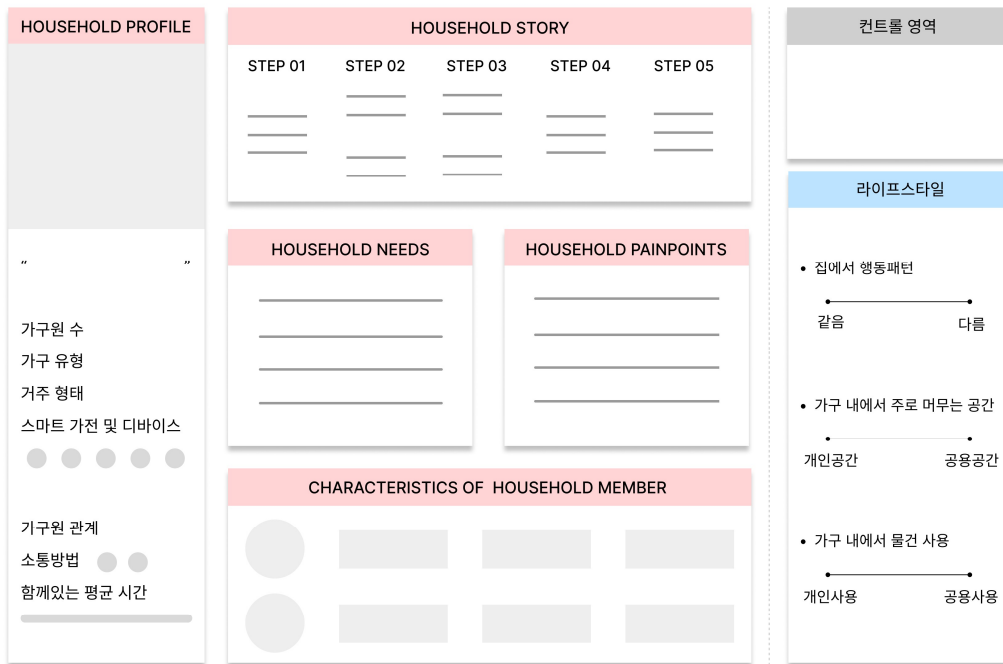 HOUSEHOLD PROFILE
“ ”
가구원 수
가구 유형
거주 형태
스마트 가전 및 디바이스
기구원 관계
소통방법
함께있는 평균 시간
HOUSEHOLD STORY
STEP 01 STEP 02 STEP 03 STEP 04 STEP 05
HOUSEHOLD NEEDS
HOUSEHOLD PAINPOINTS
CHARACTERISTICS OF HOUSEHOLD MEMBER
컨트롤 영역
라이프스타일
• 집에서 행동패턴
같음 다름
• 가구 내에서 주로 머무는 공간
개인공간 공용공간
• 가구 내에서 물건 사용
개인사용 공용사용